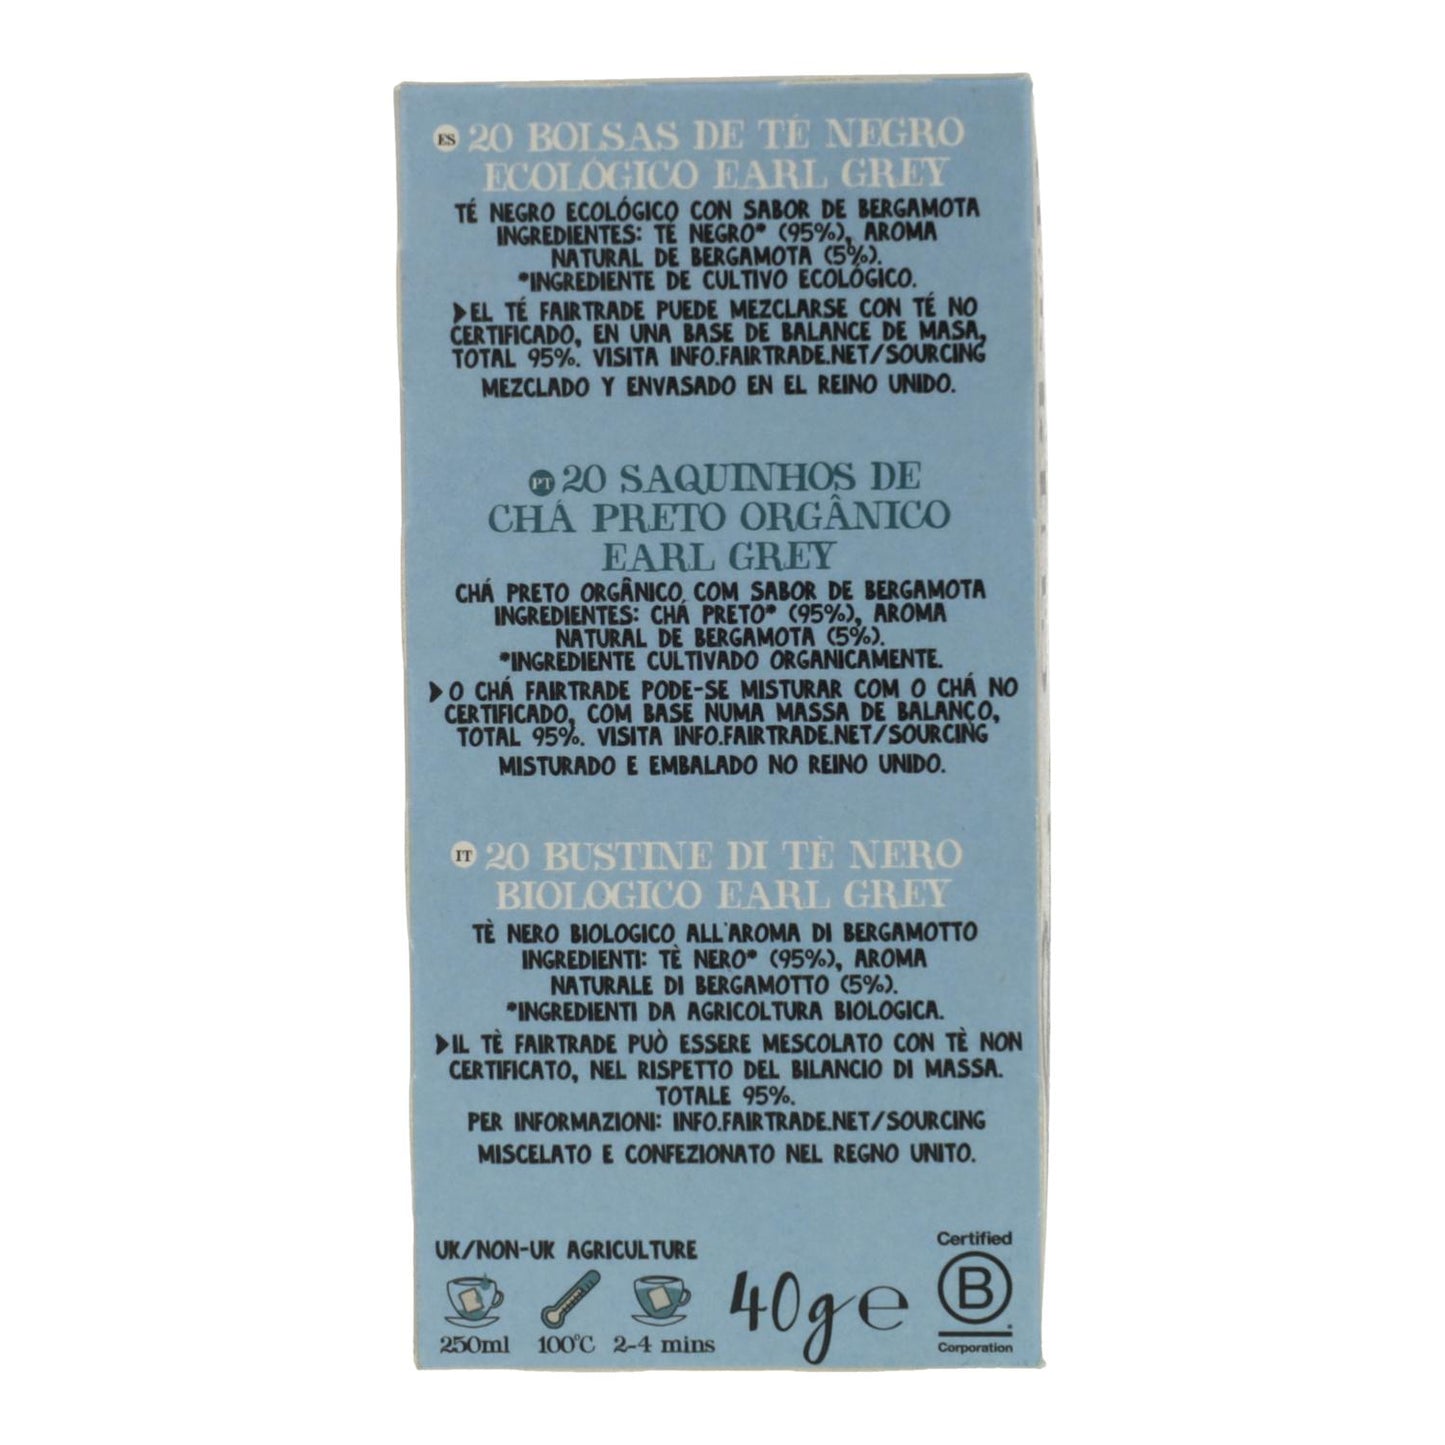 ES 20 BOLSAS DE TÉ NEGRO
ECOLÓGICO EARL GREY
TÉ NEGRO ECOLÓGICO CON SABOR DE BERGAMOTA
INGREDIENTES: TÉ NEGRO* (95%), AROMA
NATURAL DE BERGAMOTA (5%).
*INGREDIENTE DE CULTIVO ECOLÓGICO.
EL TÉ FAIRTRADE PUEDE MEZCLARSE CON TÉ NO
CERTIFICADO, EN UNA BASE DE BALANCE DE MASA,
TOTAL 95%. VISITA INFO.FAIRTRADE.NET/SOURCING
MEZCLADO Y ENVASADO EN EL REINO UNIDO.
PT 20 SAQUINHOS DE
CHÁ PRETO ORGÂNICO
EARL GREY
CHÁ PRETO ORGÂNICO COM SABOR DE BERGAMOTA
INGREDIENTES: CHÁ PRETO* (95%), AROMA
NATURAL DE BERGAMOTA (5%).
*INGREDIENTE CULTIVADO ORGANICAMENTE.
O CHÁ FAIRTRADE PODE-SE MISTURAR COM O CHÁ NO
CERTIFICADO, COM BASE NUMA MASSA DE BALANÇO,
TOTAL 95%. VISITA INFO.FAIRTRADE.NET/SOURCING
MISTURADO E EMBALADO NO REINO UNIDO.
IT 20 BUSTINE DI TÈ NERO
BIOLOGICO EARL GREY
TÈ NERO BIOLOGICO ALL'AROMA DI BERGAMOTTO
INGREDIENTI: TÈ NERO* (95%), AROMA
NATURALE DI BERGAMOTTO (5%).
*INGREDIENTI DA AGRICOLTURA BIOLOGICA.
IL TÈ FAIRTRADE PUÒ ESSERE MESCOLATO CON TÈ NON
CERTIFICATO, NEL RISPETTO DEL BILANCIO DI MASSA.
TOTALE 95%.
PER INFORMAZIONI: INFO.FAIRTRADE.NET/SOURCING
MISCELATO E CONFEZIONATO NEL REGNO UNITO.
UK/NON-UK AGRICULTURE
250ml 100°C 2-4 mins
40g e
Certified
B
Corporation